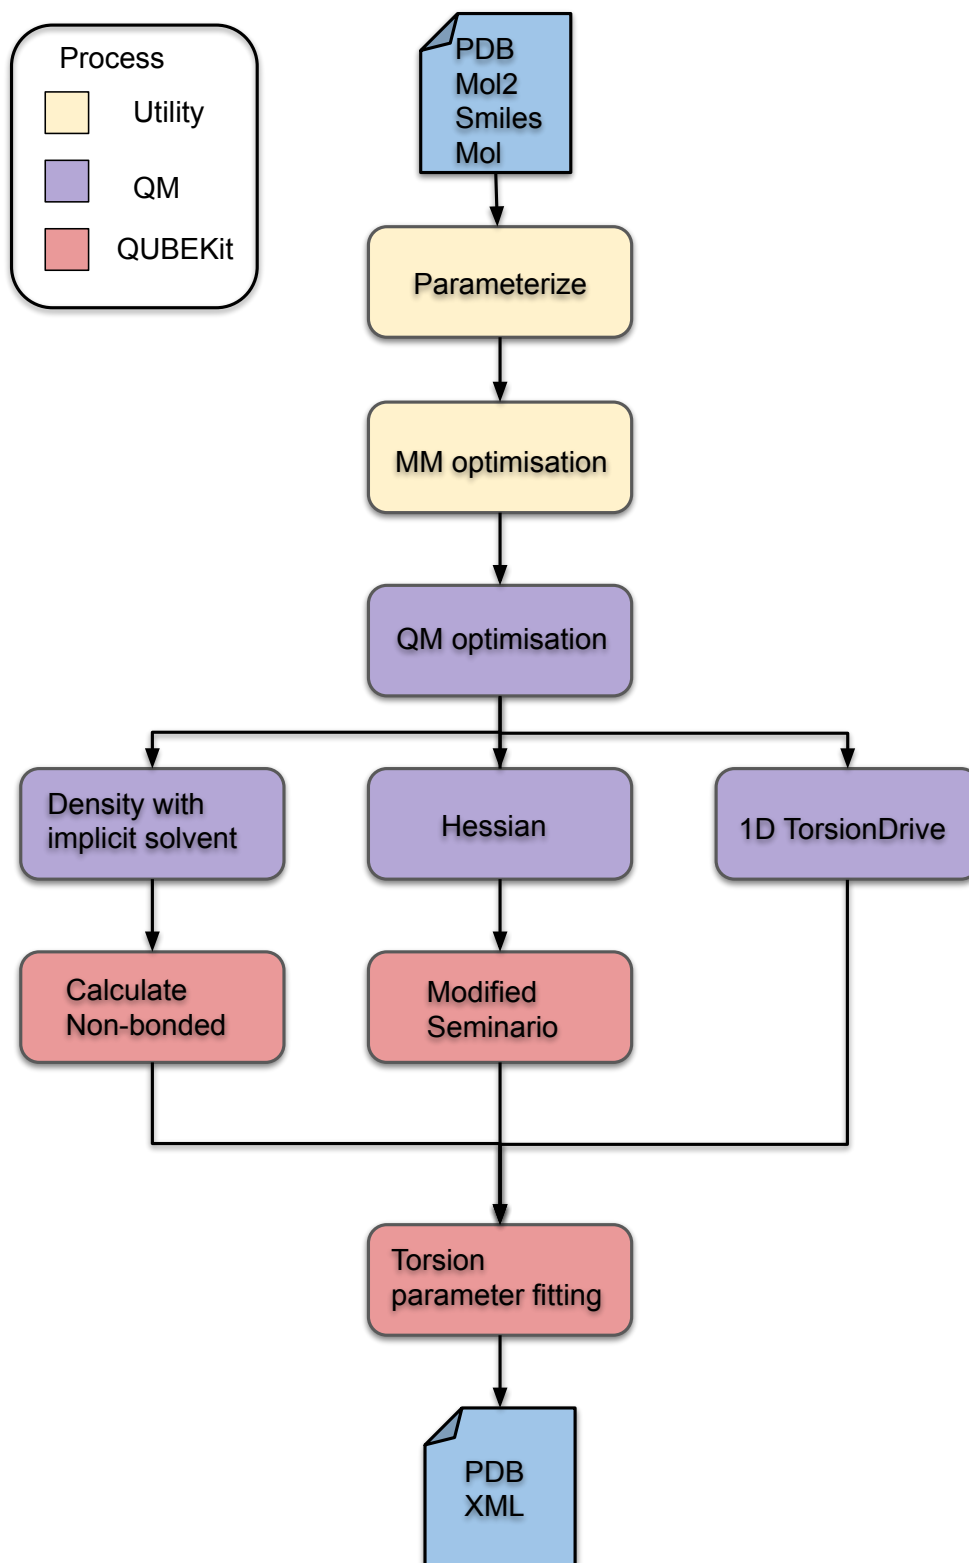 Process
Utility
QM
QUBEKit
PDB
Mol2
Smiles
Mol
Parameterize
MM optimisation
QM optimisation
Density with
implicit solvent
Hessian
1D TorsionDrive
Calculate
Non-bonded
Modified
Seminario
Torsion
parameter fitting
PDB
XML